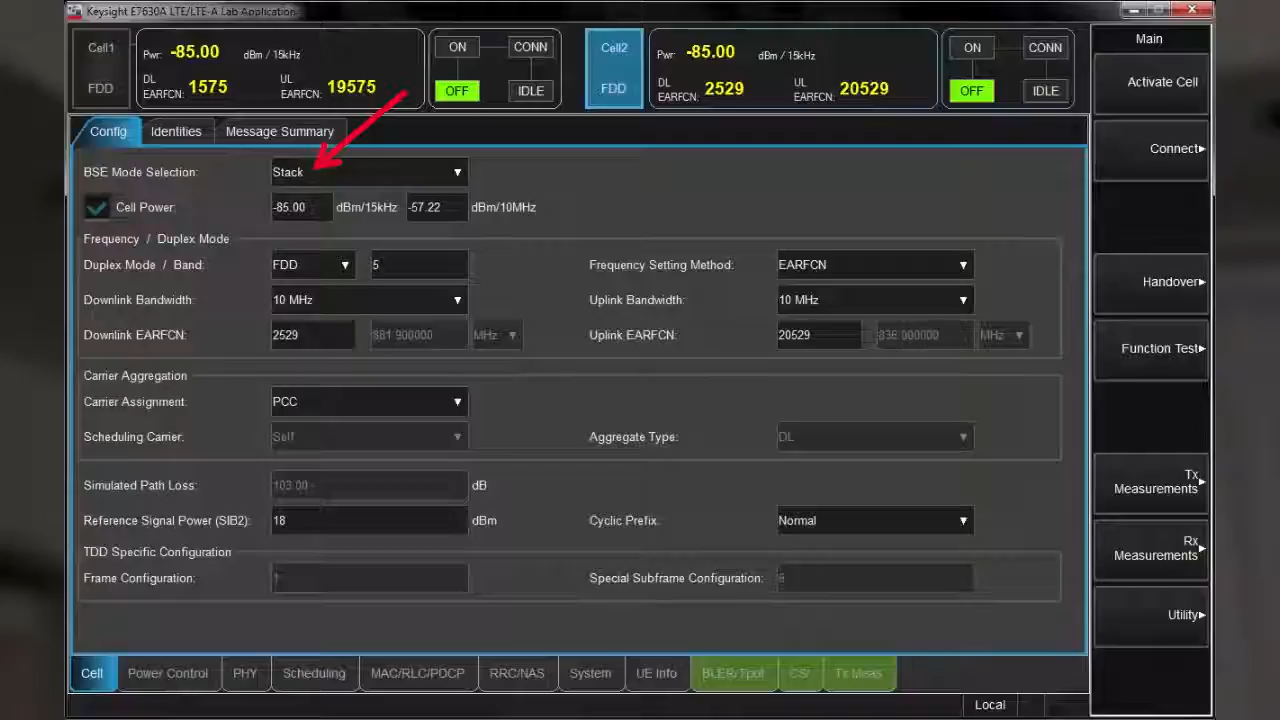 Keysight E7630A LTE/LTE-A Lab Application
Cell1
FDD
Pwr: -85.00 dBm / 15kHz
DL EARFCN: 1575 UL EARFCN: 19575
ON CONN
OFF IDLE
Cell2
FDD
Pwr: -85.00 dBm / 15kHz
DL EARFCN: 2529 UL EARFCN: 20529
ON CONN
OFF IDLE
Main
Activate Cell
Connect
Handover
Function Test
Tx Measurements
Rx Measurements
Utility
Config Identities Message Summary
BSE Mode Selection: Stack
Cell Power: -85.00 dBm/15kHz -57.22 dBm/10MHz
Frequency / Duplex Mode
Duplex Mode / Band: FDD 5 Frequency Setting Method: EARFCN
Downlink Bandwidth: 10 MHz Uplink Bandwidth: 10 MHz
Downlink EARFCN: 2529 881.900000 MHz Uplink EARFCN: 20529 836.900000 MHz
Carrier Aggregation
Carrier Assignment: PCC
Scheduling Carrier: Self Aggregate Type: DL
Simulated Path Loss: 103.00 dB
Reference Signal Power (SIB2): 18 dBm Cyclic Prefix: Normal
TDD Specific Configuration
Frame Configuration: 1 Special Subframe Configuration:
Cell Power Control PHY Scheduling MAC/RLC/PDCP RRC/NAS System UE Info BLER/Tput CSI Tx Meas
Local